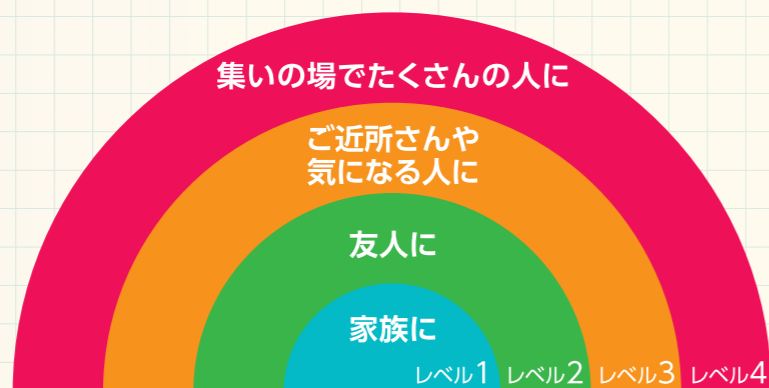 集いの場でたくさんの人に
ご近所さんや
気になる人に
友人に
家族に
レベル1 レベル2 レベル3 レベル4